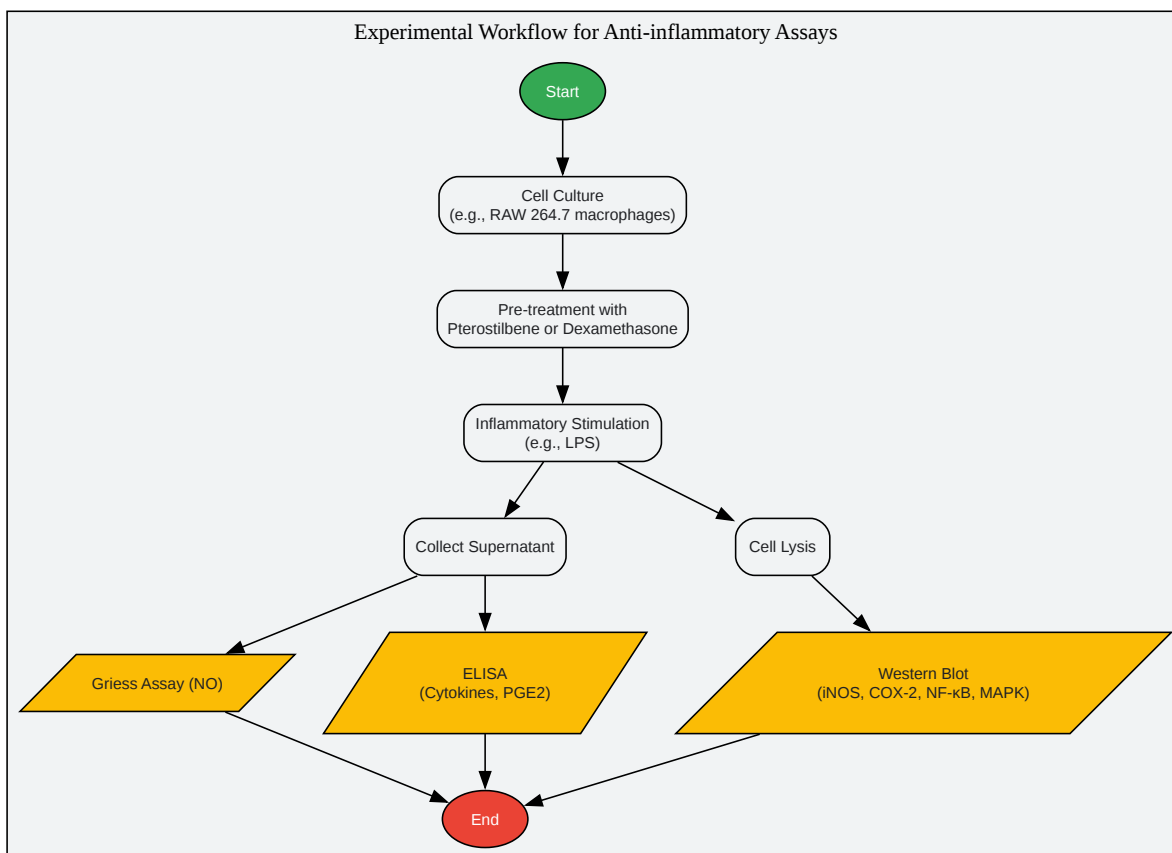 Experimental Workflow for Anti-inflammatory Assays
Start
Cell Culture
(e.g., RAW 264.7 macrophages)
Pre-treatment with
Pterostilbene or Dexamethasone
Inflammatory Stimulation
(e.g., LPS)
Collect Supernatant
Cell Lysis
Griess Assay (NO)
ELISA
(Cytokines, PGE2)
Western Blot
(iNOS, COX-2, NF-κB, MAPK)
End